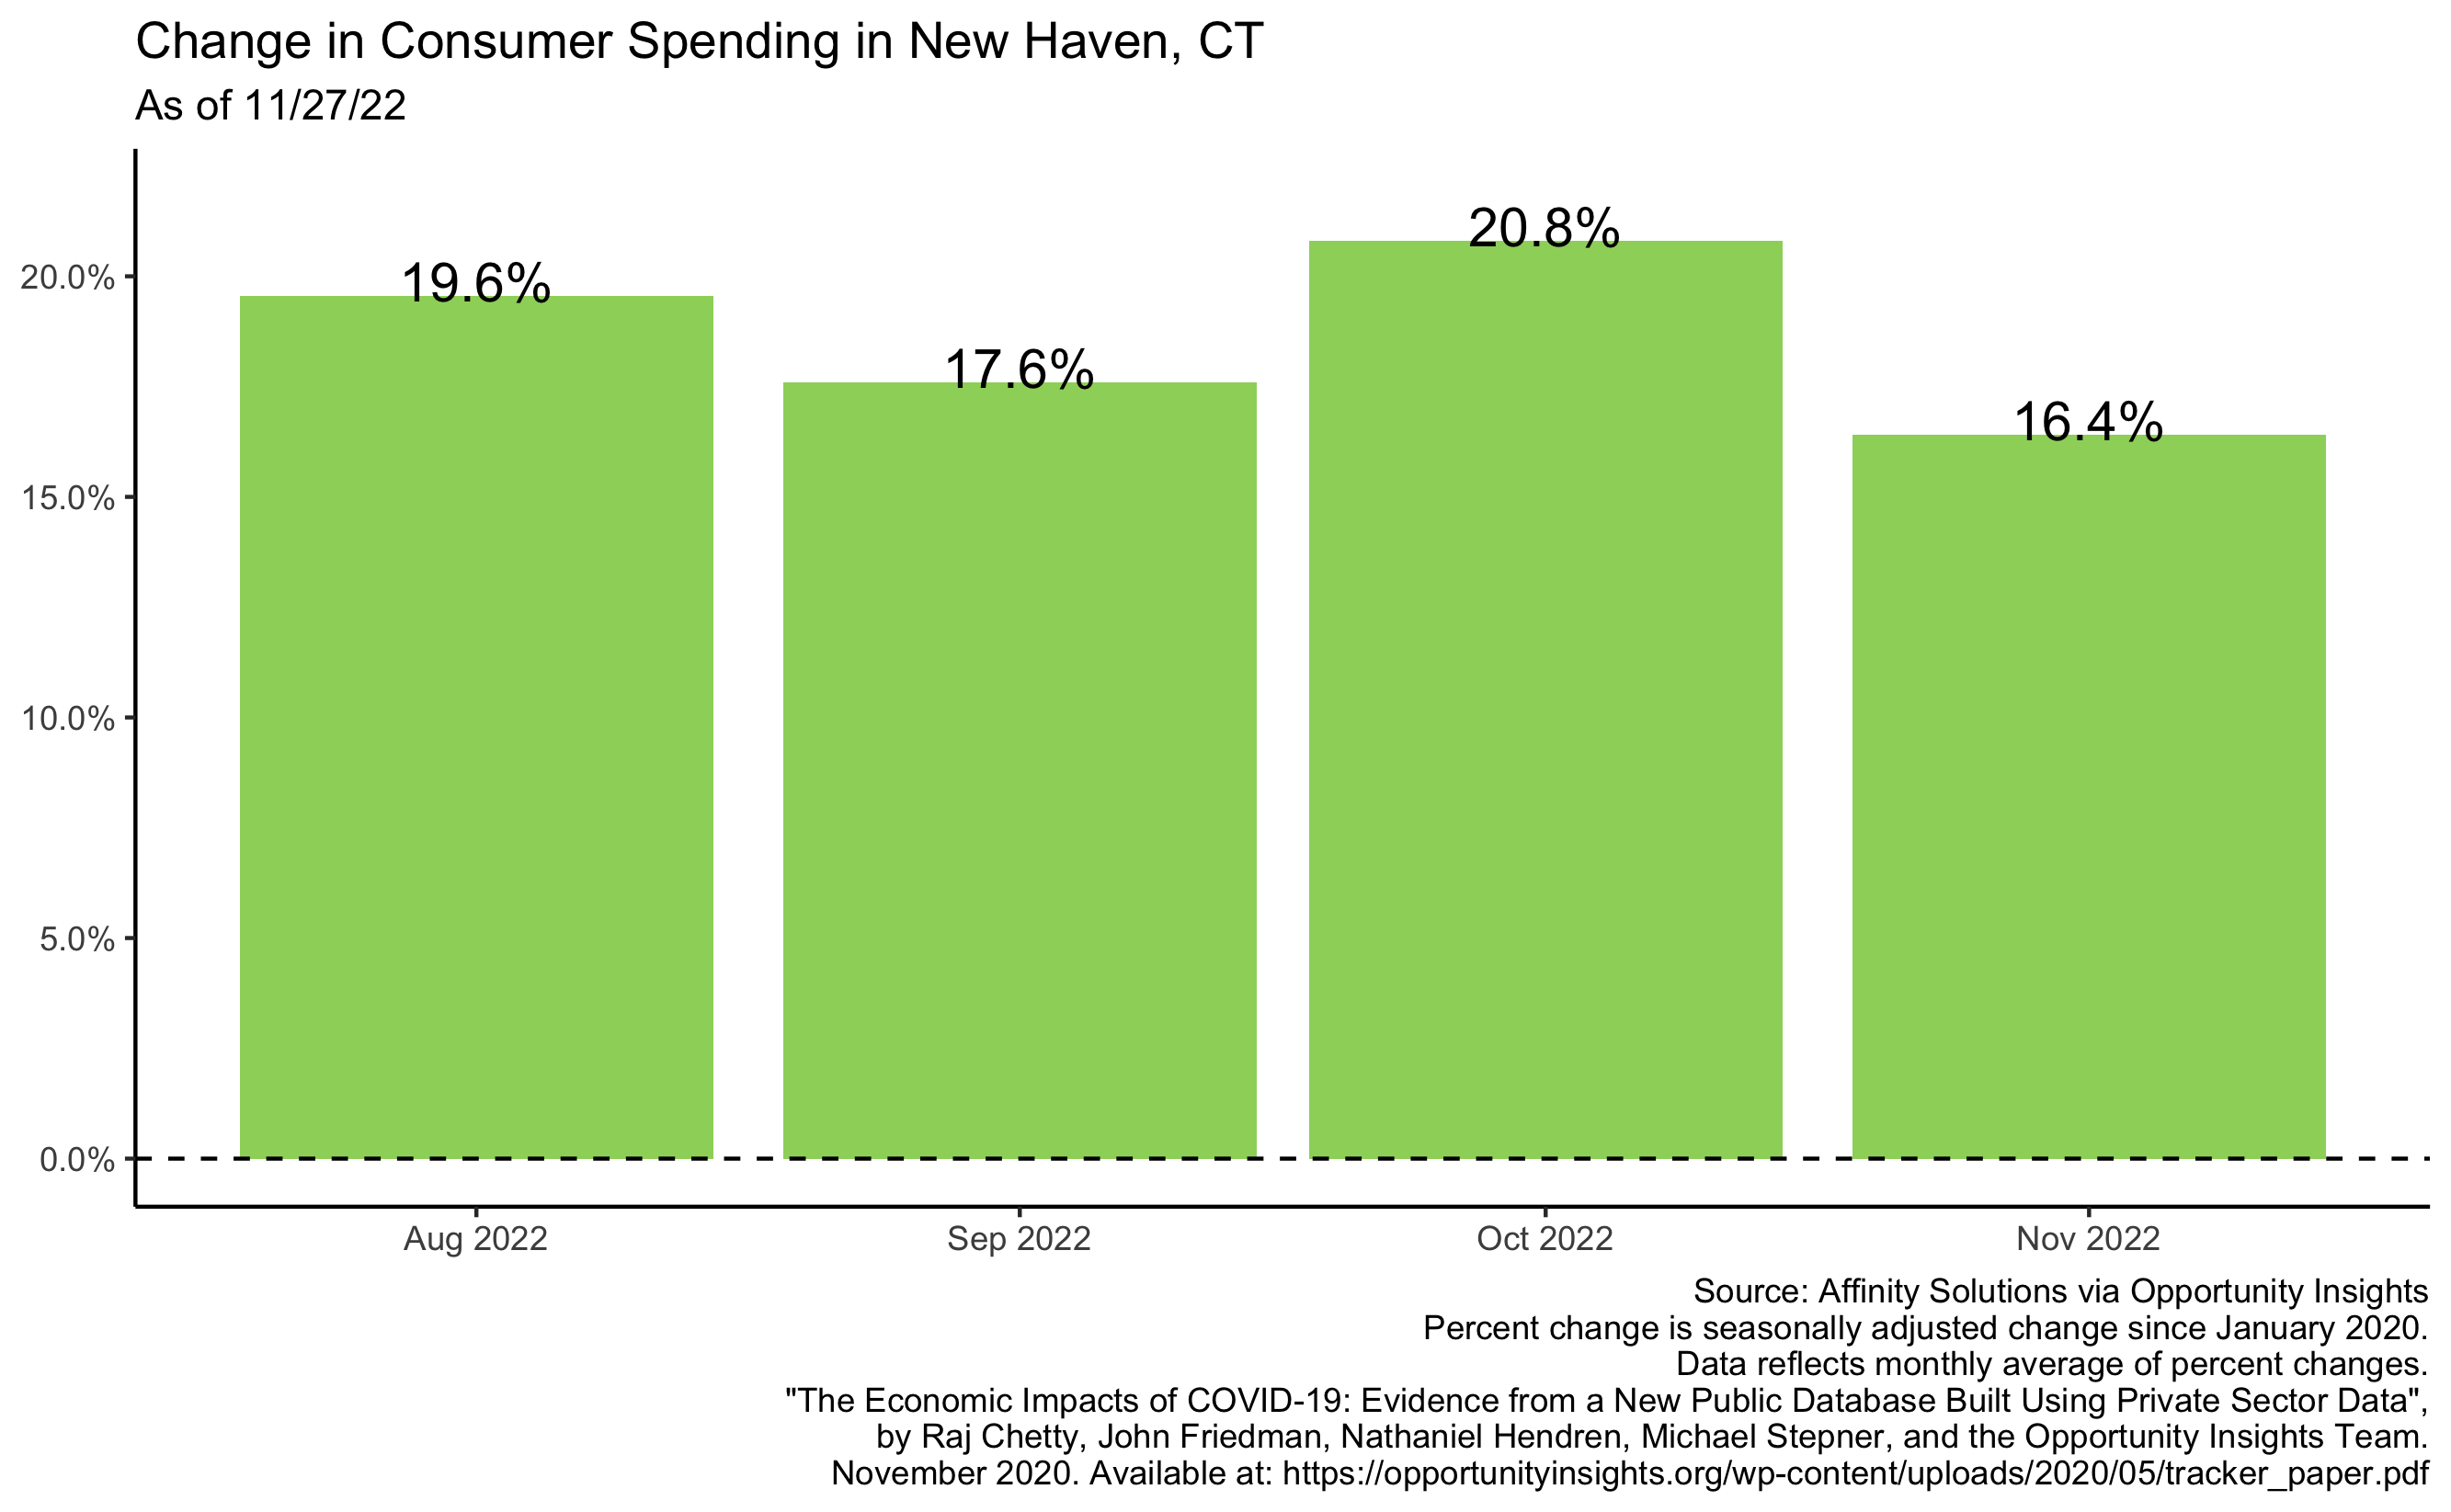 Change in Consumer Spending in New Haven, CT
As of 11/27/22
20.0%
15.0%
10.0%
5.0%
0.0%
19.6%
17.6%
20.8%
16.4%
Aug 2022
Sep 2022
Oct 2022
Nov 2022
Source: Affinity Solutions via Opportunity Insights
Percent change is seasonally adjusted change since January 2020.
Data reflects monthly average of percent changes.
"The Economic Impacts of COVID-19: Evidence from a New Public Database Built Using Private Sector Data",
by Raj Chetty, John Friedman, Nathaniel Hendren, Michael Stepner, and the Opportunity Insights Team.
November 2020. Available at: https://opportunityinsights.org/wp-content/uploads/2020/05/tracker_paper.pdf